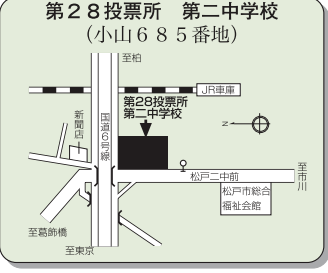 第２８投票所　第二中学校
（小山６８５番地）
至柏
JR車庫
第28投票所
第二中学校
新聞店
国道6号線
N
松戸二中前
至市川
松戸市総合
福祉会館
至葛飾橋
至東京